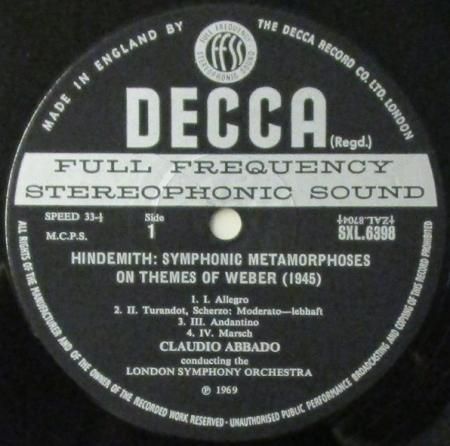 MADE IN ENGLAND BY
THE DECCA RECORD CO. LTD. LONDON
FULL FREQUENCY
ffss
STEREOPHONIC SOUND
DECCA
(Regd.)
FULL FREQUENCY
STEREOPHONIC SOUND
SPEED 33-⅓
Side
M.C.P.S.
1
SXL.6398
HINDEMITH: SYMPHONIC METAMORPHOSES
ON THEMES OF WEBER (1945)
1. I. Allegro
2. II. Turandot, Scherzo: Moderato—lebhaft
3. III. Andantino
4. IV. Marsch
CLAUDIO ABBADO
conducting the
LONDON SYMPHONY ORCHESTRA
℗ 1969
ALL RIGHTS OF THE MANUFACTURER AND OF THE OWNER OF THE RECORDED WORK RESERVED - UNAUTHORISED PUBLIC PERFORMANCE BROADCASTING AND COPYING OF THIS RECORD PROHIBITED